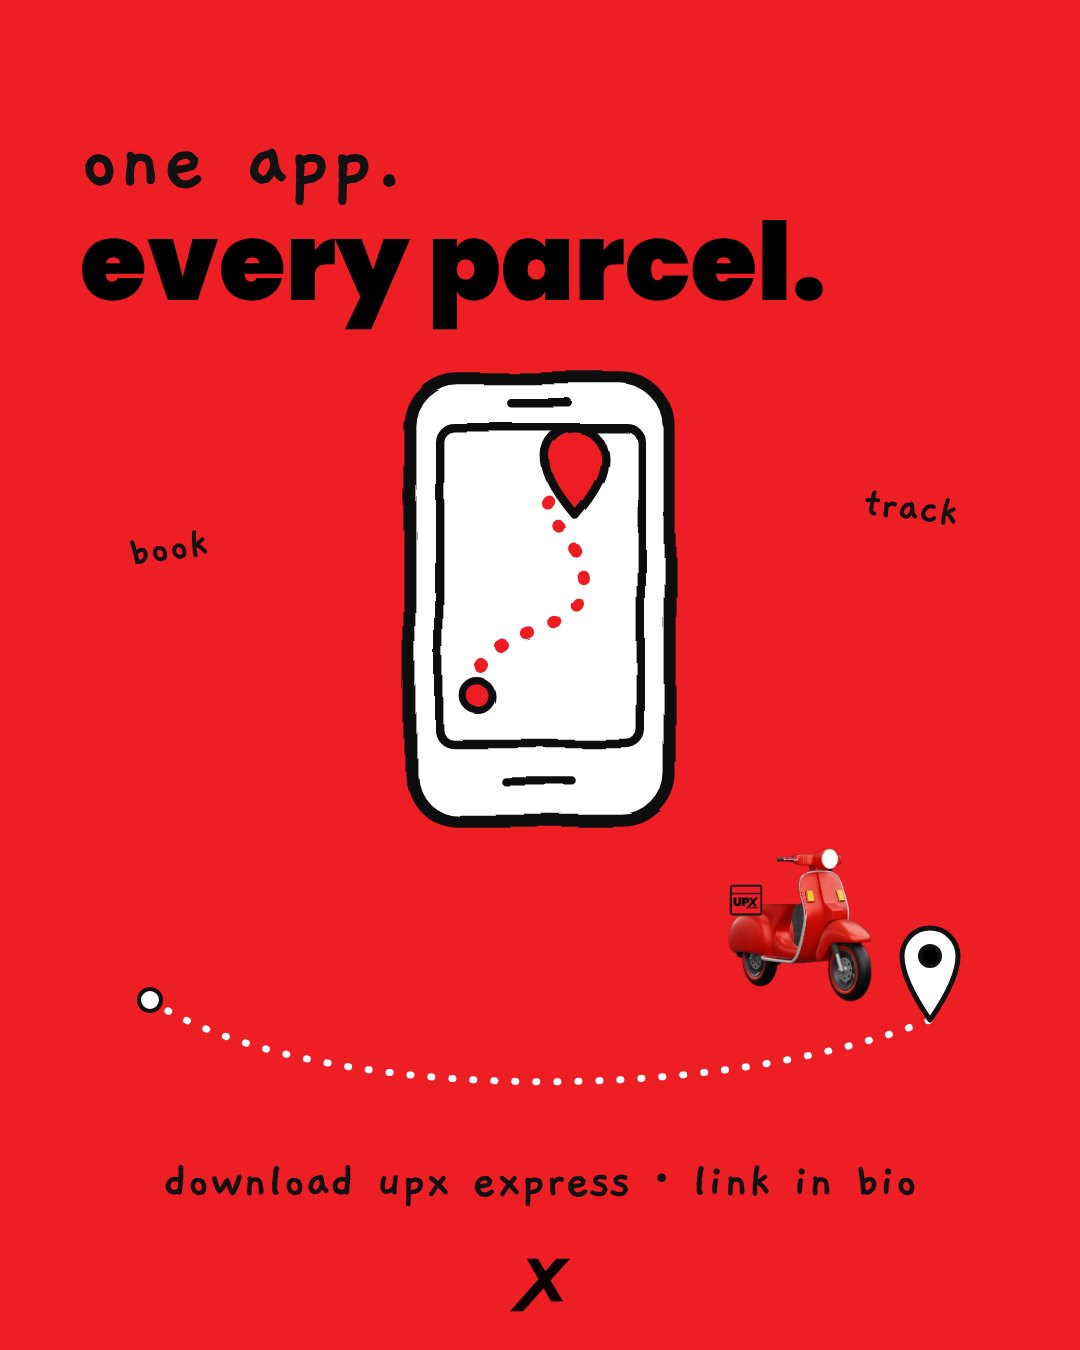 one app.
every parcel.
book
track
UPX
download upx express • link in bio
X